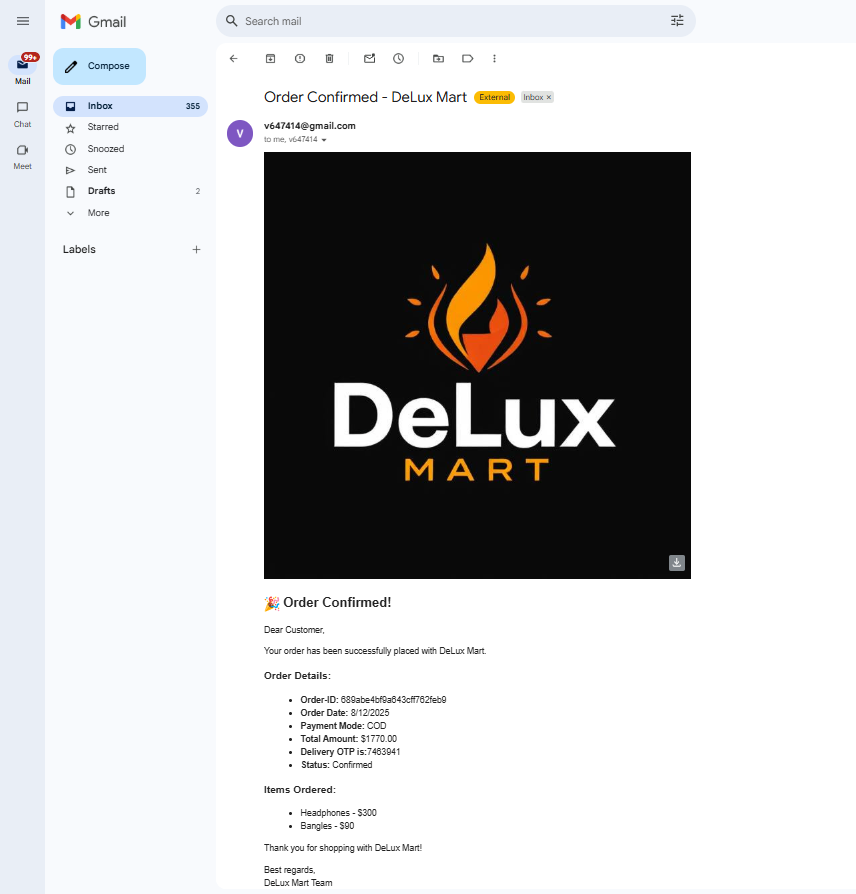 Gmail
Search mail
99+
Mail
Chat
Meet
Compose
Inbox 355
Starred
Snoozed
Sent
Drafts 2
More
Labels
Order Confirmed - DeLux Mart External Inbox ×
V
v647414@gmail.com
to me, v647414
DeLux
MART
🎉 Order Confirmed!
Dear Customer,
Your order has been successfully placed with DeLux Mart.
Order Details:
• Order-ID: 689abe4bf9a643cff762feb9
• Order Date: 8/12/2025
• Payment Mode: COD
• Total Amount: $1770.00
• Delivery OTP is:7463941
• Status: Confirmed
Items Ordered:
• Headphones - $300
• Bangles - $90
Thank you for shopping with DeLux Mart!
Best regards,
DeLux Mart Team